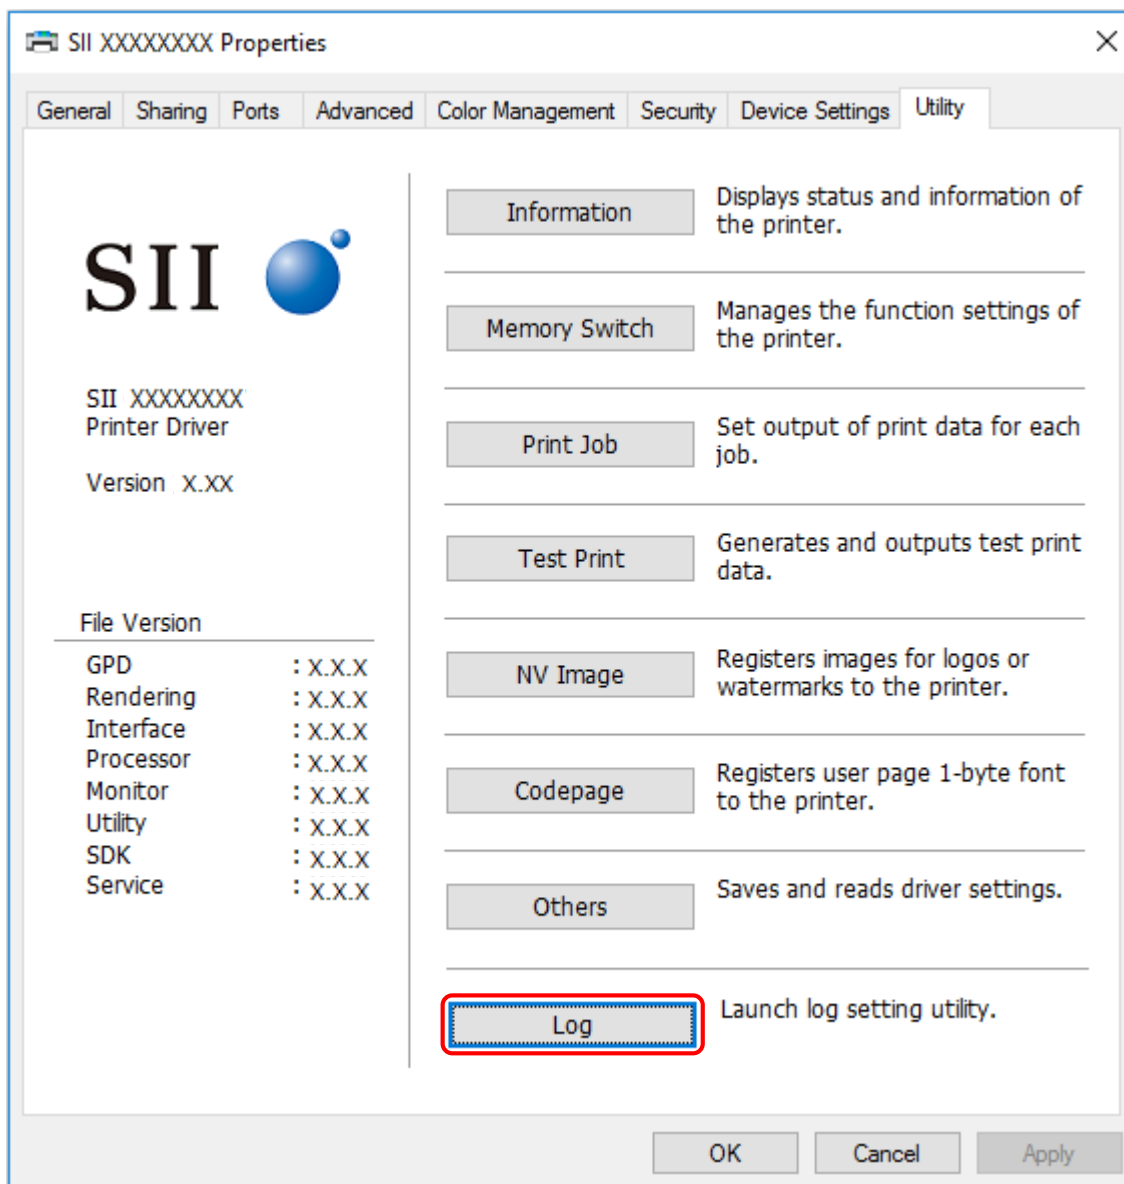 SII XXXXXXXX Properties
General Sharing Ports Advanced Color Management Security Device Settings Utility
SII
SII XXXXXXXX
Printer Driver
Version X.XX
File Version
GPD : X.X.X
Rendering : X.X.X
Interface : X.X.X
Processor : X.X.X
Monitor : X.X.X
Utility : X.X.X
SDK : X.X.X
Service : X.X.X
Information
Displays status and information of
the printer.
Memory Switch
Manages the function settings of
the printer.
Print Job
Set output of print data for each
job.
Test Print
Generates and outputs test print
data.
NV Image
Registers images for logos or
watermarks to the printer.
Codepage
Registers user page 1-byte font
to the printer.
Others
Saves and reads driver settings.
Log
Launch log setting utility.
OK Cancel Apply